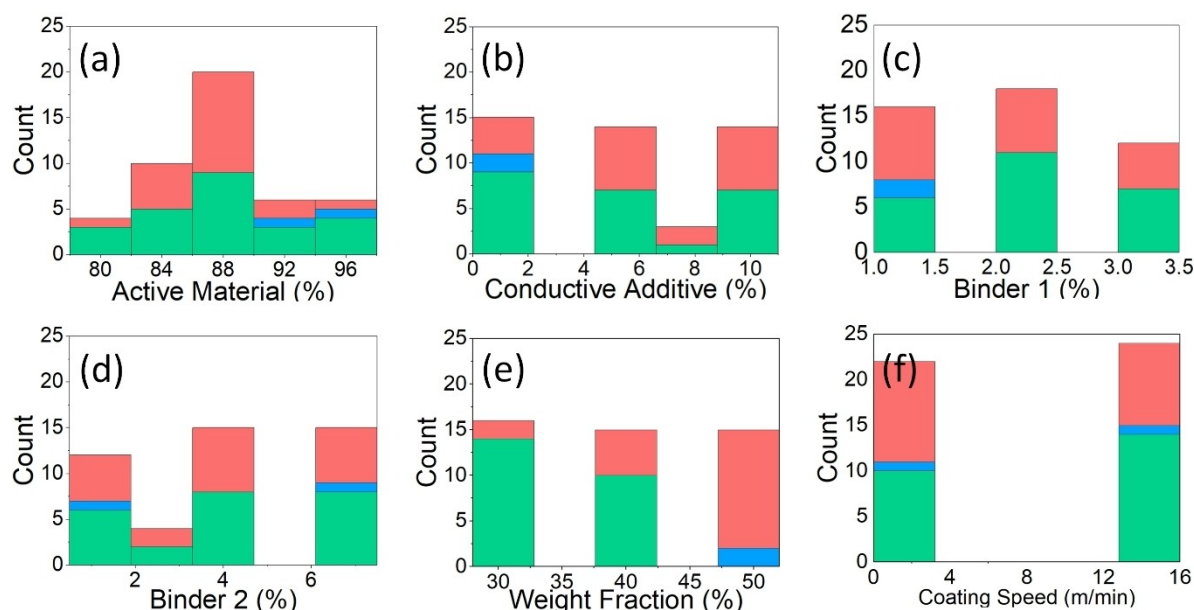 (a)
25
20
15
10
5
0
Count
80 84 88 92 96
Active Material (%)
(b)
25
20
15
10
5
0
Count
0 2 4 6 8 10
Conductive Additive (%)
(c)
25
20
15
10
5
0
Count
1.0 1.5 2.0 2.5 3.0 3.5
Binder 1 (%)
(d)
25
20
15
10
5
0
Count
2 4 6
Binder 2 (%)
(e)
25
20
15
10
5
0
Count
30 35 40 45 50
Weight Fraction (%)
(f)
25
20
15
10
5
0
Count
0 4 8 12 16
Coating Speed (m/min)